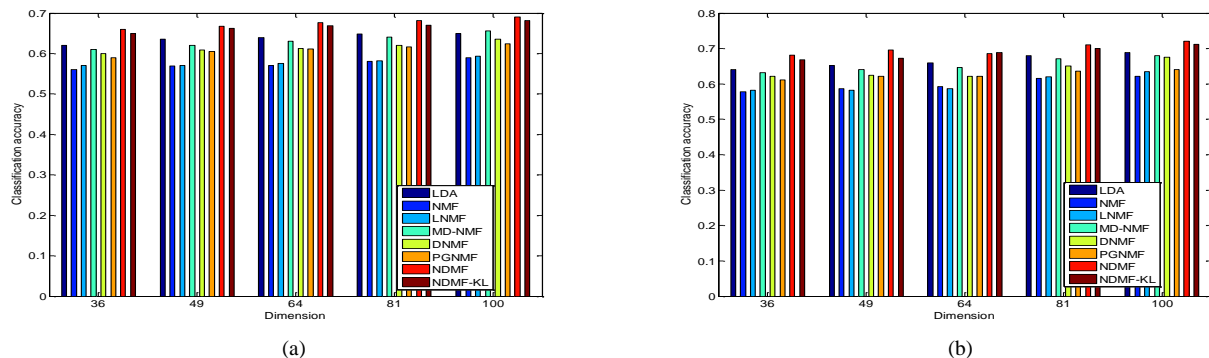 0.7
0.6
0.5
0.4
0.3
0.2
0.1
0
Classification accuracy
36 49 64 81 100
Dimension
LDA
NMF
LNMF
MD-NMF
DNMF
PGNMF
NDMF
NDMF-KL
(a)
0.8
0.7
0.6
0.5
0.4
0.3
0.2
0.1
0
Classification accuracy
36 49 64 81 100
Dimension
LDA
NMF
LNMF
MD-NMF
DNMF
PGNMF
NDMF
NDMF-KL
(b)